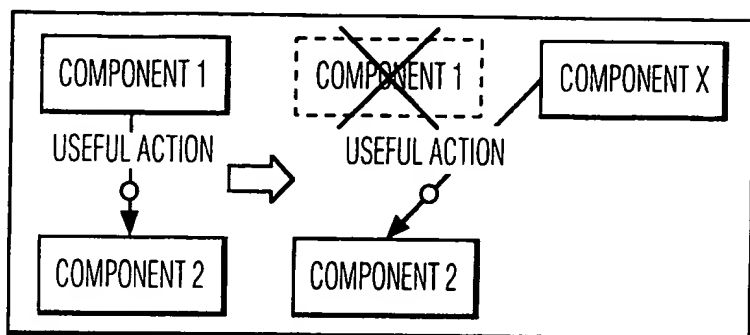 COMPONENT 1
USEFUL ACTION
COMPONENT 2
COMPONENT 1
COMPONENT X
USEFUL ACTION
COMPONENT 2